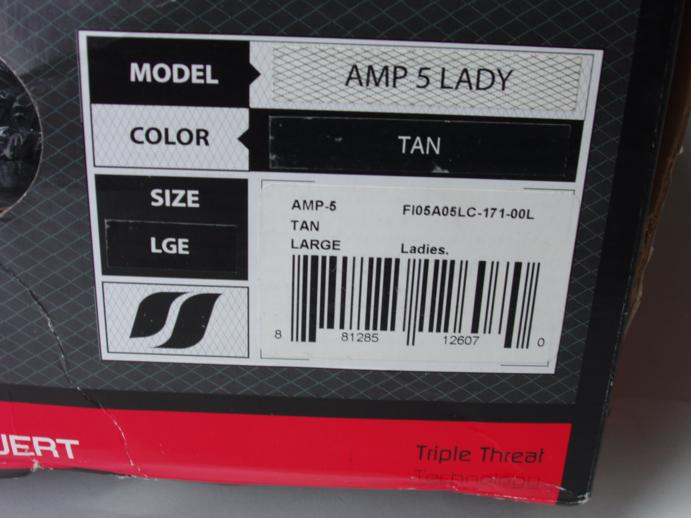 MODEL AMP 5 LADY
COLOR TAN
SIZE
LGE
AMP-5 FI05A05LC-171-00L
TAN
LARGE Ladies.
8 81285 12607 0
Triple Threat
Technology